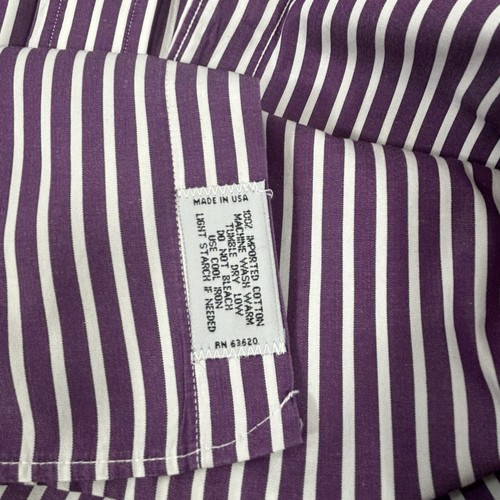 MADE IN USA
100% IMPORTED COTTON
MACHINE WASH WARM
TUMBLE DRY LOW
DO NOT BLEACH
USE COOL IRON
LIGHT STARCH IF NEEDED
RN 63620